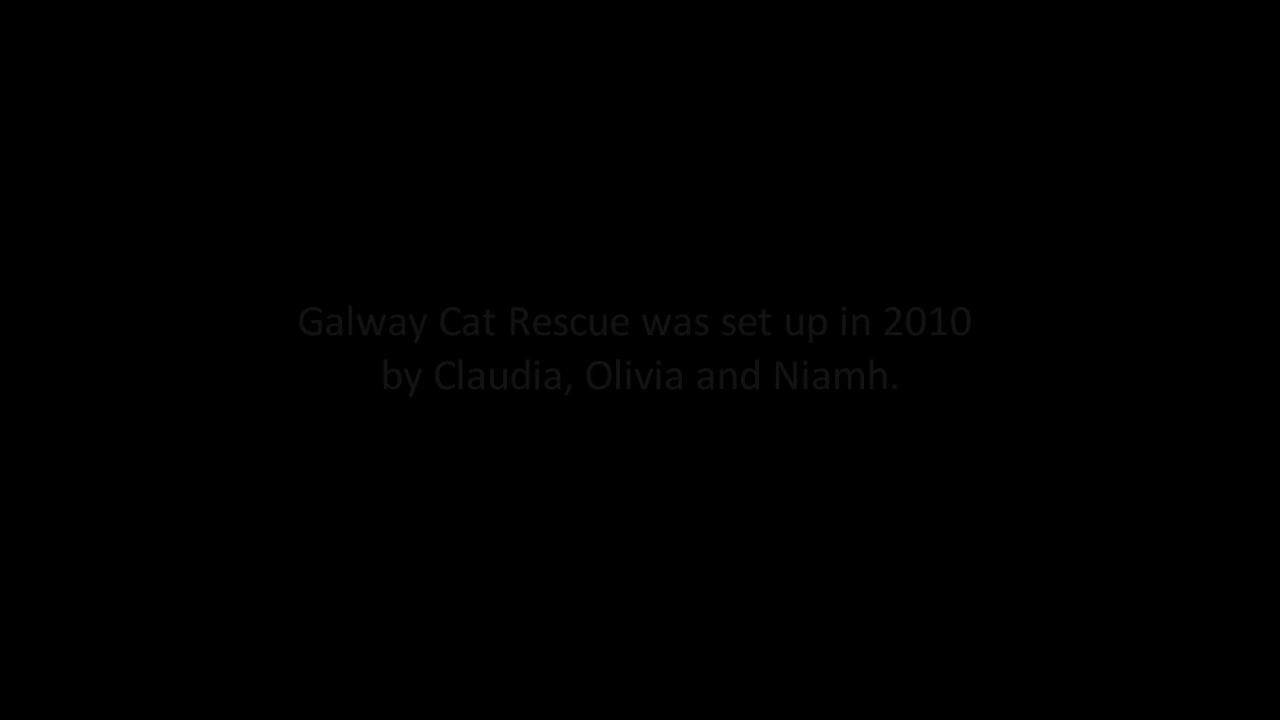 Galway Cat Rescue was set up in 2010
by Claudia, Olivia and Niamh.